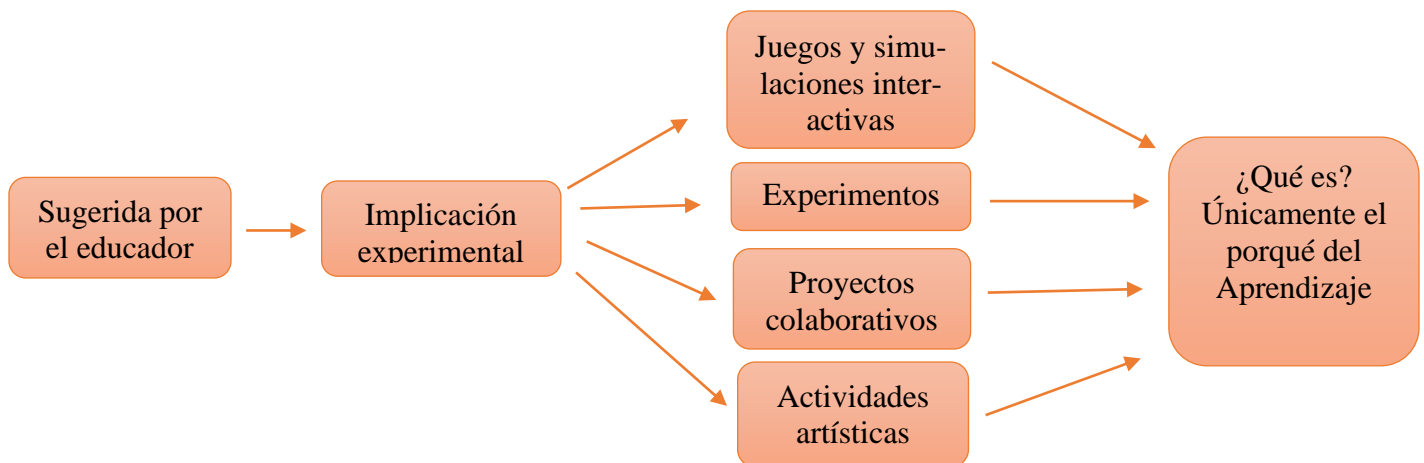 Sugerida por
el educador
Implicación
experimental
Juegos y simu-
laciones inter-
activas
Experimentos
Proyectos
colaborativos
Actividades
artísticas
¿Qué es?
Únicamente el
porqué del
Aprendizaje